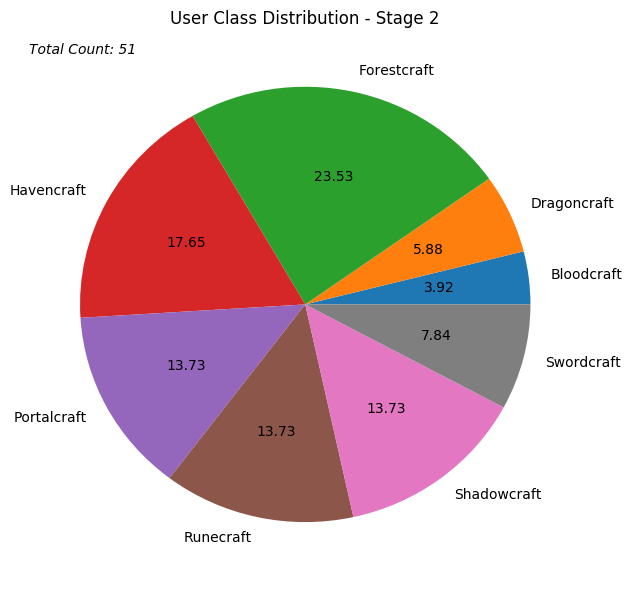 User Class Distribution - Stage 2
Total Count: 51
Forestcraft
23.53
Havencraft
17.65
Dragoncraft
5.88
Bloodcraft
3.92
7.84
Swordcraft
13.73
Portalcraft
13.73
13.73
Shadowcraft
Runecraft